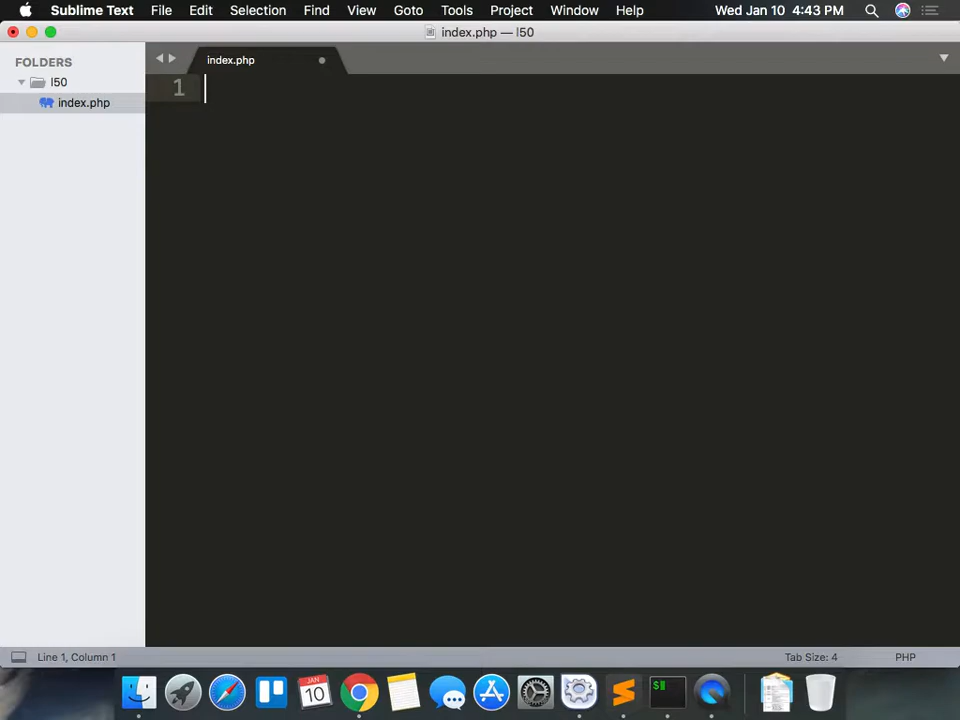 Sublime Text File Edit Selection Find View Goto Tools Project Window Help Wed Jan 10 4:43 PM
index.php — l50
FOLDERS
l50
index.php
index.php
1
Line 1, Column 1 Tab Size: 4 PHP
JAN
10
$